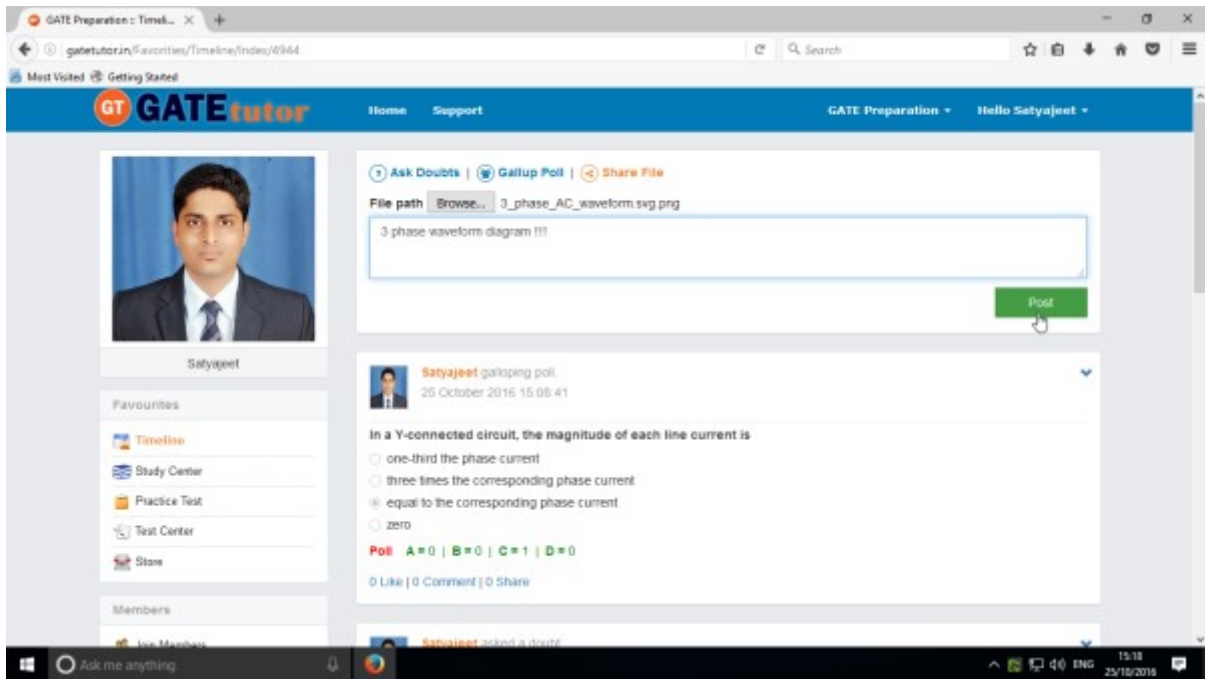 GATE Preparation :: Timeli...
gatetutor.in/Favorities/Timeline/Index/4944
Search
Most Visited Getting Started
GT GATEtutor Home Support GATE Preparation Hello Satyajeet
? Ask Doubts | Gallup Poll | Share File
File path Browse... 3_phase_AC_waveform.svg.png
3 phase waveform diagram !!!
Post
Satyajeet
Favourites
Timeline
Study Center
Practice Test
Test Center
Store
Members
Join Members
Satyajeet galloping poll.
25 October 2016 15:08:41
In a Y-connected circuit, the magnitude of each line current is
one-third the phase current
three times the corresponding phase current
equal to the corresponding phase current
zero
Poll A = 0 | B = 0 | C = 1 | D = 0
0 Like | 0 Comment | 0 Share
Satyajeet asked a doubt
Ask me anything
ENG
15:18
25/10/2016